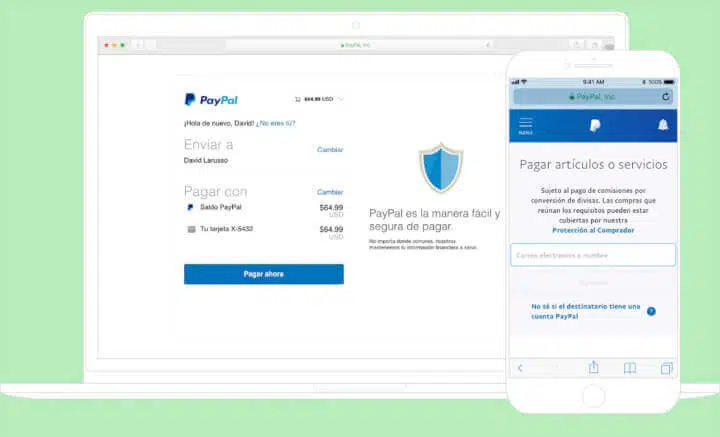 PayPal, Inc.
PayPal
$64.99 USD
¡Hola de nuevo, David! ¿No eres tú?
Enviar a
Cambiar
David Larusso
Pagar con
Cambiar
Saldo PayPal
$64.99
USD
Tu tarjeta X-5432
$64.99
USD
Pagar ahora
PayPal es la manera fácil y
segura de pagar.
No importa donde compres, nosotros
mantenemos tu información financiera a salvo.
9:41 AM
100%
PayPal, Inc
MENÚ
Pagar artículos o servicios
Sujeto al pago de comisiones por
conversión de divisas. Las compras que
reúnan los requisitos pueden estar
cubiertas por nuestra
Protección al Comprador
Correo electrónico o nombre
No sé si el destinatario tiene una
cuenta PayPal
?